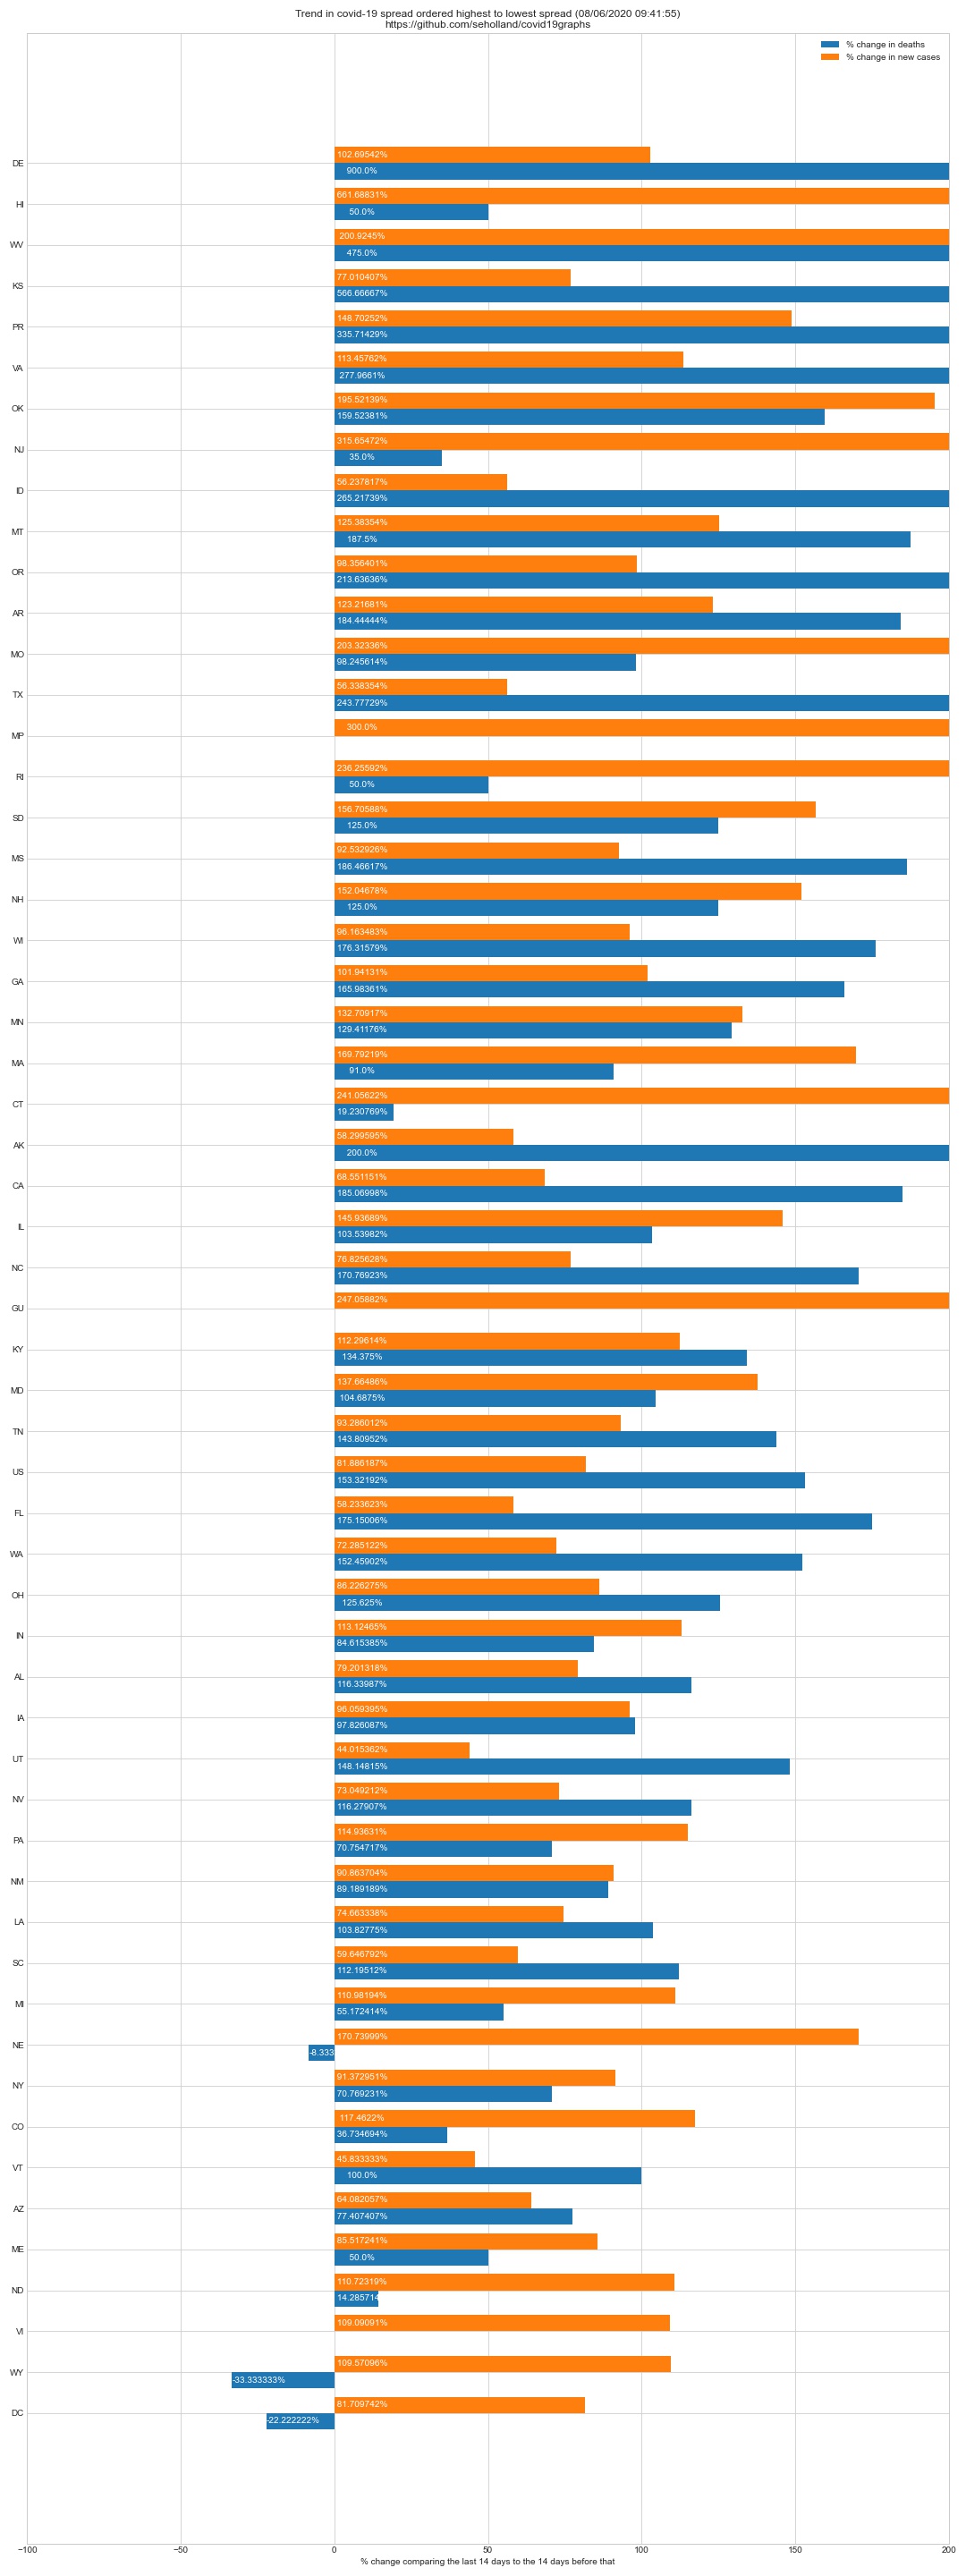 Trend in covid-19 spread ordered highest to lowest spread (08/06/2020 09:41:55)
https://github.com/seholland/covid19graphs
% change in deaths
% change in new cases
102.69542%
DE
900.0%
661.68831%
HI
50.0%
200.9245%
WV
475.0%
77.010407%
KS
566.66667%
148.70252%
PR
335.71429%
113.45762%
VA
277.9661%
195.52139%
OK
159.52381%
315.65472%
NJ
35.0%
56.237817%
ID
265.21739%
125.38354%
MT
187.5%
98.356401%
OR
213.63636%
123.21681%
AR
184.44444%
203.32336%
MO
98.245614%
56.338354%
TX
243.77729%
300.0%
MP
236.25592%
RI
50.0%
156.70588%
SD
125.0%
92.532926%
MS
186.46617%
152.04678%
NH
125.0%
96.163483%
WI
176.31579%
101.94131%
GA
165.98361%
132.70917%
MN
129.41176%
169.79219%
MA
91.0%
241.05622%
CT
19.230769%
58.299595%
AK
200.0%
68.551151%
CA
185.06998%
145.93689%
IL
103.53982%
76.825628%
NC
170.76923%
247.05882%
GU
112.29614%
KY
134.375%
137.66486%
MD
104.6875%
93.286012%
TN
143.80952%
81.886187%
US
153.32192%
58.233623%
FL
175.15006%
72.285122%
WA
152.45902%
86.226275%
OH
125.625%
113.12465%
IN
84.615385%
79.201318%
AL
116.33987%
96.059395%
IA
97.826087%
44.015362%
UT
148.14815%
73.049212%
NV
116.27907%
114.93631%
PA
70.754717%
90.863704%
NM
89.189189%
74.663338%
LA
103.82775%
59.646792%
SC
112.19512%
110.98194%
MI
55.172414%
170.73999%
NE
-8.333
91.372951%
NY
70.769231%
117.4622%
CO
36.734694%
45.833333%
VT
100.0%
64.082057%
AZ
77.407407%
85.517241%
ME
50.0%
110.72319%
ND
14.285714
109.09091%
VI
109.57096%
WY
-33.333333%
81.709742%
DC
-22.222222%
−100 −50 0 50 100 150 200
% change comparing the last 14 days to the 14 days before that